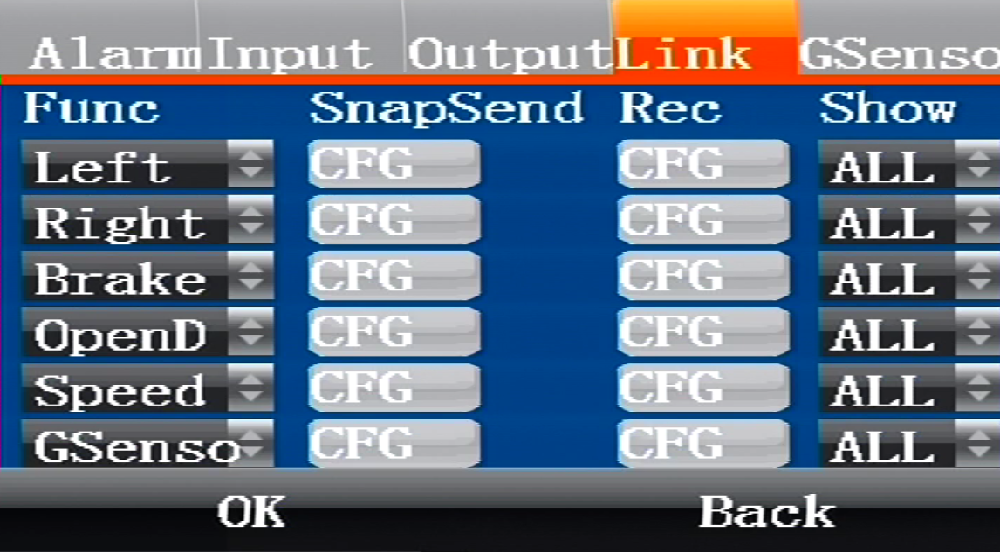 AlarmInput Output Link GSenso
Func SnapSend Rec Show
Left CFG CFG ALL
Right CFG CFG ALL
Brake CFG CFG ALL
OpenD CFG CFG ALL
Speed CFG CFG ALL
GSenso CFG CFG ALL
OK Back